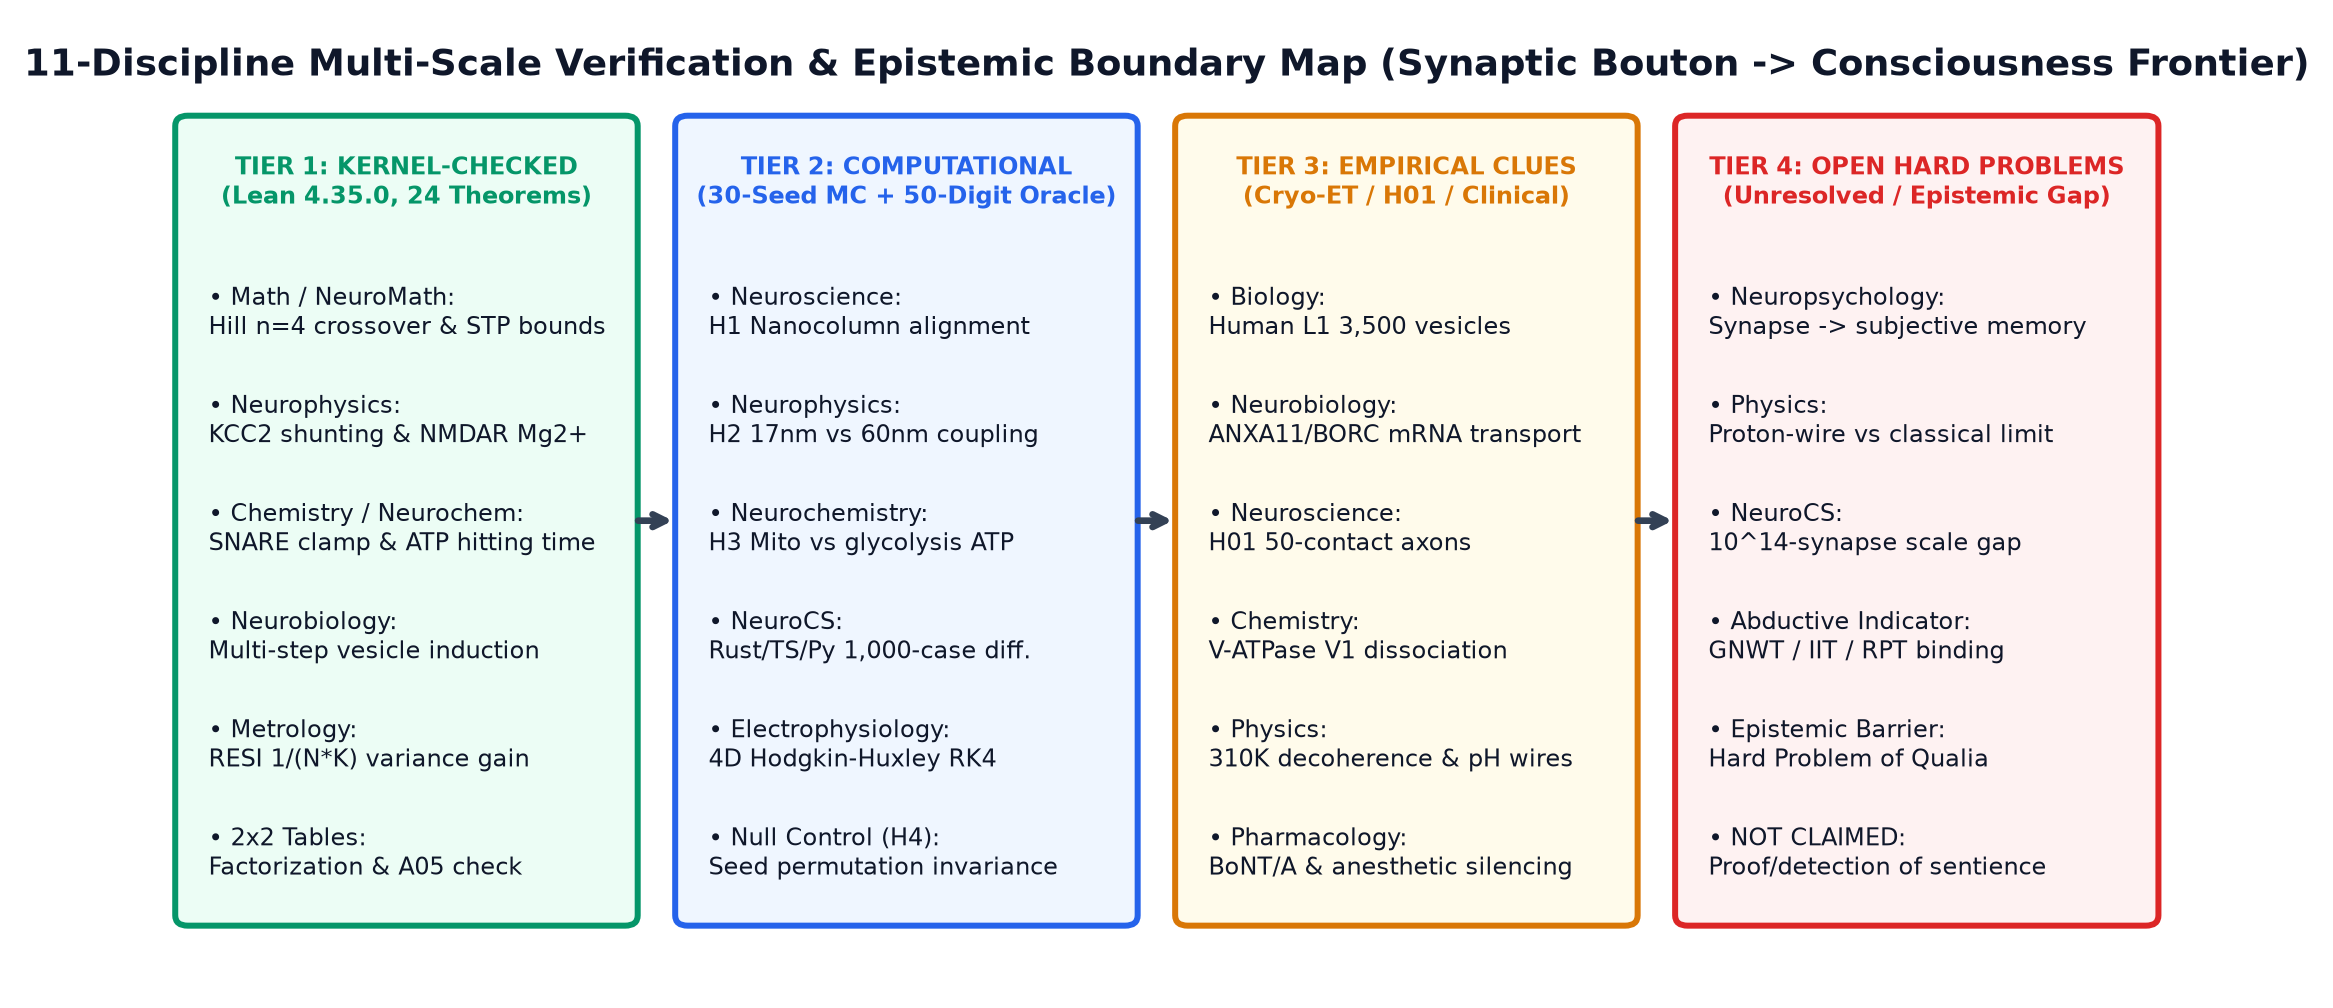 11-Discipline Multi-Scale Verification & Epistemic Boundary Map (Synaptic Bouton -> Consciousness Frontier)
TIER 1: KERNEL-CHECKED
(Lean 4.35.0, 24 Theorems)
• Math / NeuroMath:
Hill n=4 crossover & STP bounds
• Neurophysics:
KCC2 shunting & NMDAR Mg2+
• Chemistry / Neurochem:
SNARE clamp & ATP hitting time
• Neurobiology:
Multi-step vesicle induction
• Metrology:
RESI 1/(N*K) variance gain
• 2x2 Tables:
Factorization & A05 check
TIER 2: COMPUTATIONAL
(30-Seed MC + 50-Digit Oracle)
• Neuroscience:
H1 Nanocolumn alignment
• Neurophysics:
H2 17nm vs 60nm coupling
• Neurochemistry:
H3 Mito vs glycolysis ATP
• NeuroCS:
Rust/TS/Py 1,000-case diff.
• Electrophysiology:
4D Hodgkin-Huxley RK4
• Null Control (H4):
Seed permutation invariance
TIER 3: EMPIRICAL CLUES
(Cryo-ET / H01 / Clinical)
• Biology:
Human L1 3,500 vesicles
• Neurobiology:
ANXA11/BORC mRNA transport
• Neuroscience:
H01 50-contact axons
• Chemistry:
V-ATPase V1 dissociation
• Physics:
310K decoherence & pH wires
• Pharmacology:
BoNT/A & anesthetic silencing
TIER 4: OPEN HARD PROBLEMS
(Unresolved / Epistemic Gap)
• Neuropsychology:
Synapse -> subjective memory
• Physics:
Proton-wire vs classical limit
• NeuroCS:
10^14-synapse scale gap
• Abductive Indicator:
GNWT / IIT / RPT binding
• Epistemic Barrier:
Hard Problem of Qualia
• NOT CLAIMED:
Proof/detection of sentience